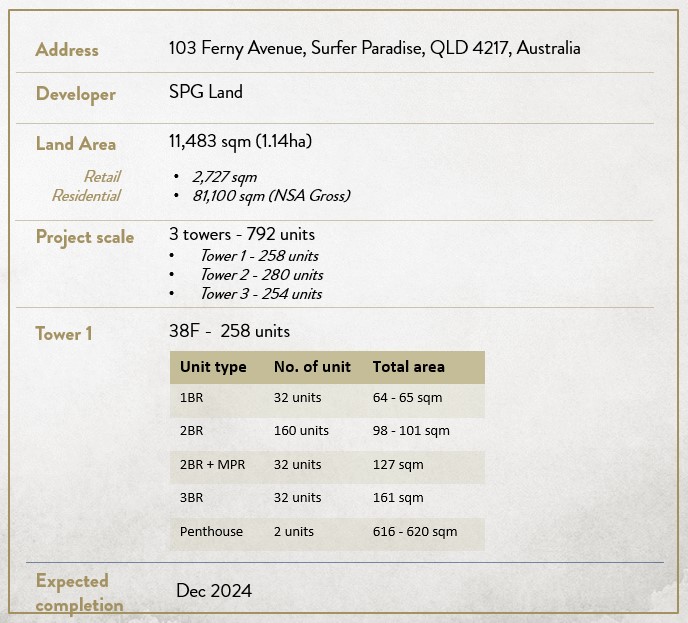 Address 103 Ferny Avenue, Surfer Paradise, QLD 4217, Australia
Developer SPG Land
Land Area 11,483 sqm (1.14ha)
Retail • 2,727 sqm
Residential • 81,100 sqm (NSA Gross)
Project scale 3 towers - 792 units
• Tower 1 - 258 units
• Tower 2 - 280 units
• Tower 3 - 254 units
Tower 1 38F - 258 units
Unit type No. of unit Total area
1BR 32 units 64 - 65 sqm
2BR 160 units 98 - 101 sqm
2BR + MPR 32 units 127 sqm
3BR 32 units 161 sqm
Penthouse 2 units 616 - 620 sqm
Expected
completion Dec 2024